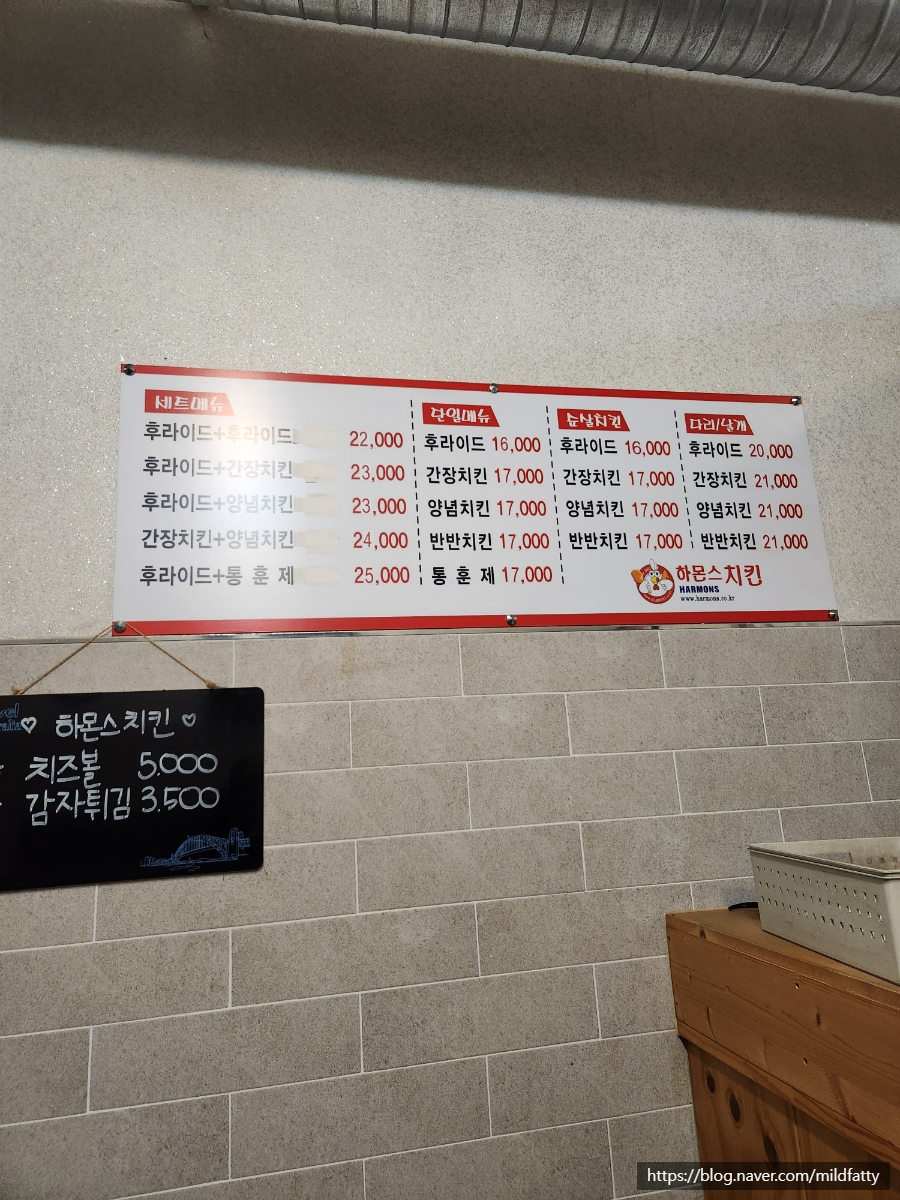 세트메뉴
후라이드+후라이드 22,000
후라이드+간장치킨 23,000
후라이드+양념치킨 23,000
간장치킨+양념치킨 24,000
후라이드+통 훈 제 25,000
단일메뉴
후라이드 16,000
간장치킨 17,000
양념치킨 17,000
반반치킨 17,000
통 훈 제 17,000
순살치킨
후라이드 16,000
간장치킨 17,000
양념치킨 17,000
반반치킨 17,000
다리/날개
후라이드 20,000
간장치킨 21,000
양념치킨 21,000
반반치킨 21,000
하몬스치킨
HARMONS
www.harmons.co.kr
♡ 하몬스치킨 ♡
치즈볼 5.000
감자튀김 3.500
https://blog.naver.com/mildfatty